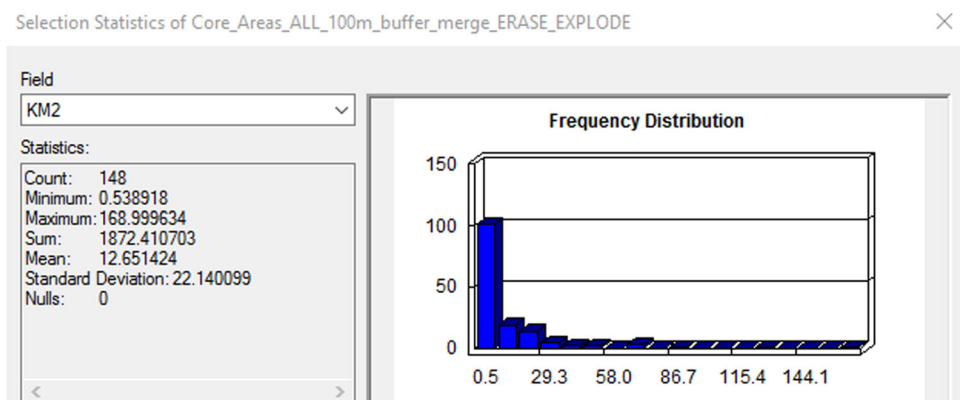 Selection Statistics of Core_Areas_ALL_100m_buffer_merge_ERASE_EXPLODE
Field
KM2
Statistics:
Count: 148
Minimum: 0.538918
Maximum: 168.999634
Sum: 1872.410703
Mean: 12.651424
Standard Deviation: 22.140099
Nulls: 0
Frequency Distribution
150
100
50
0
0.5 29.3 58.0 86.7 115.4 144.1